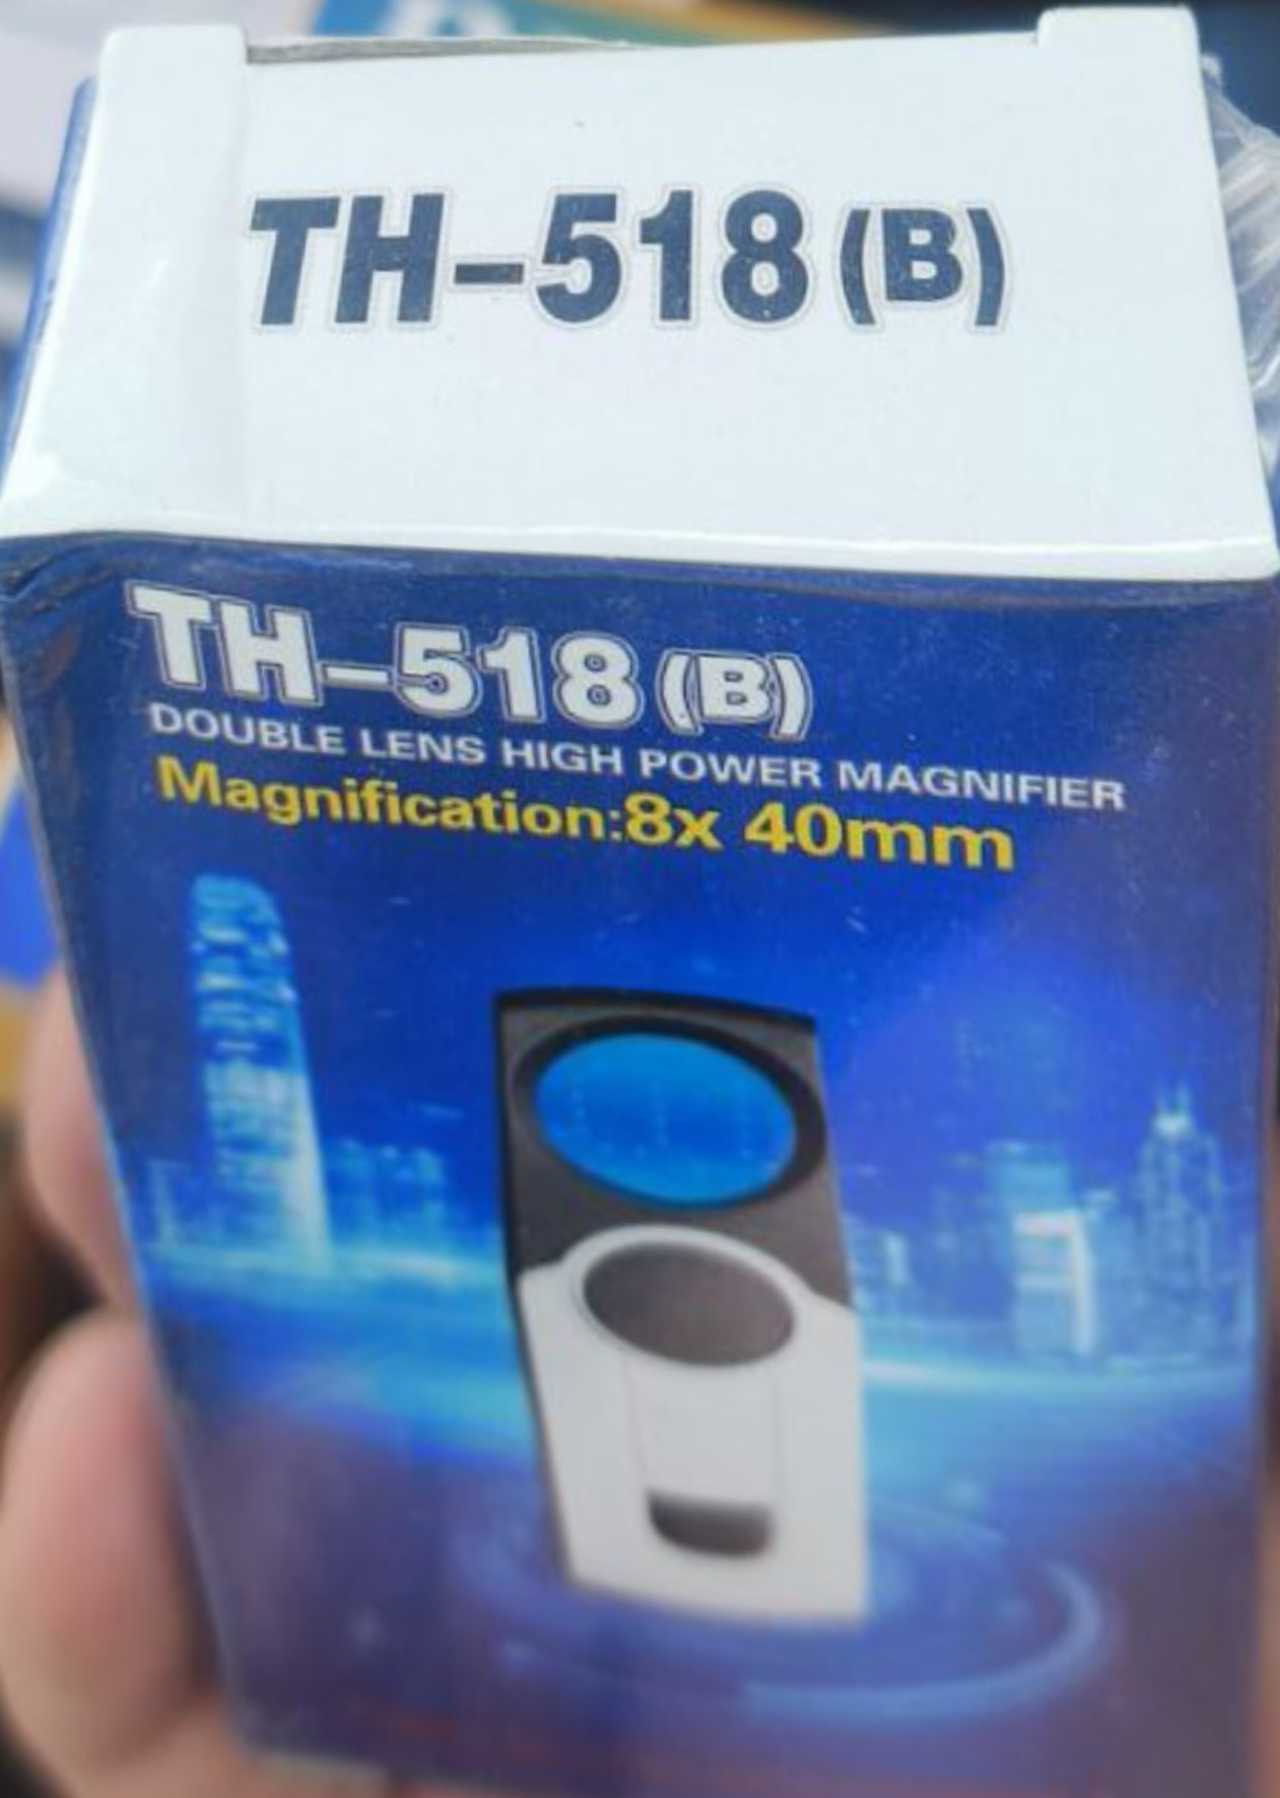 TH-518(B)
TH-518(B)
DOUBLE LENS HIGH POWER MAGNIFIER
Magnification:8x 40mm